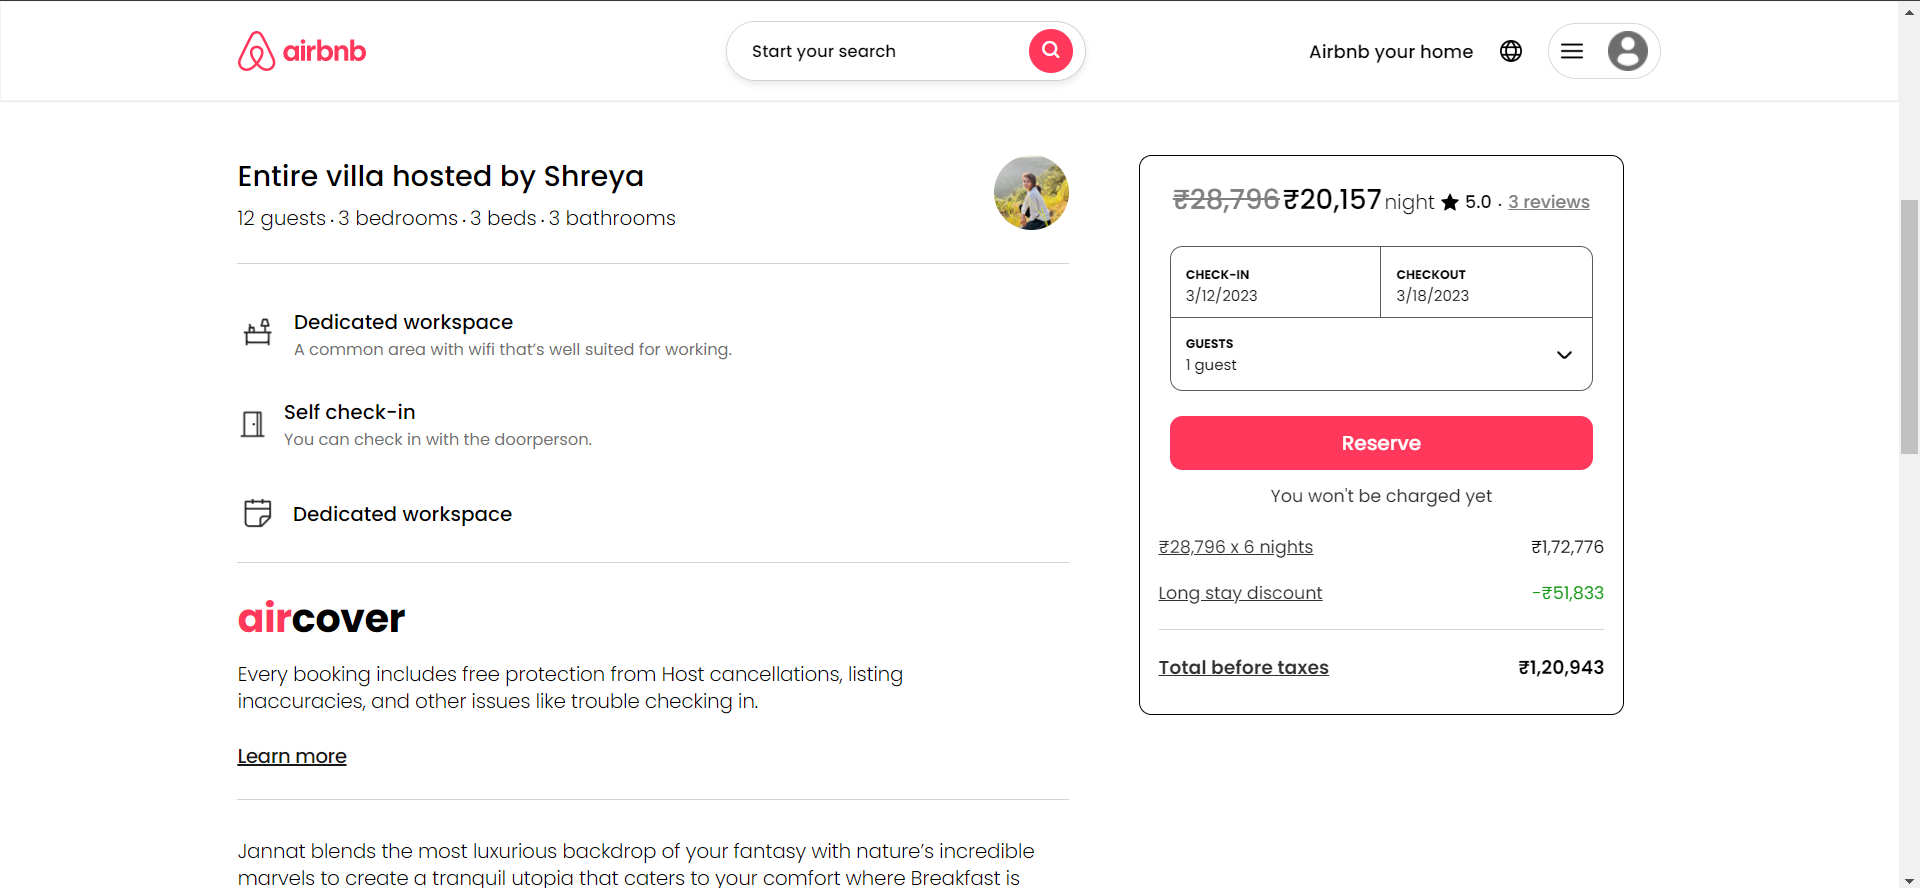 airbnb
Start your search
Airbnb your home
Entire villa hosted by Shreya
12 guests · 3 bedrooms · 3 beds · 3 bathrooms
Dedicated workspace
A common area with wifi that’s well suited for working.
Self check-in
You can check in with the doorperson.
Dedicated workspace
aircover
Every booking includes free protection from Host cancellations, listing
inaccuracies, and other issues like trouble checking in.
Learn more
Jannat blends the most luxurious backdrop of your fantasy with nature’s incredible
marvels to create a tranquil utopia that caters to your comfort where Breakfast is
₹28,796 ₹20,157 night ★ 5.0 · 3 reviews
CHECK-IN
3/12/2023
CHECKOUT
3/18/2023
GUESTS
1 guest
Reserve
You won't be charged yet
₹28,796 x 6 nights ₹1,72,776
Long stay discount -₹51,833
Total before taxes ₹1,20,943